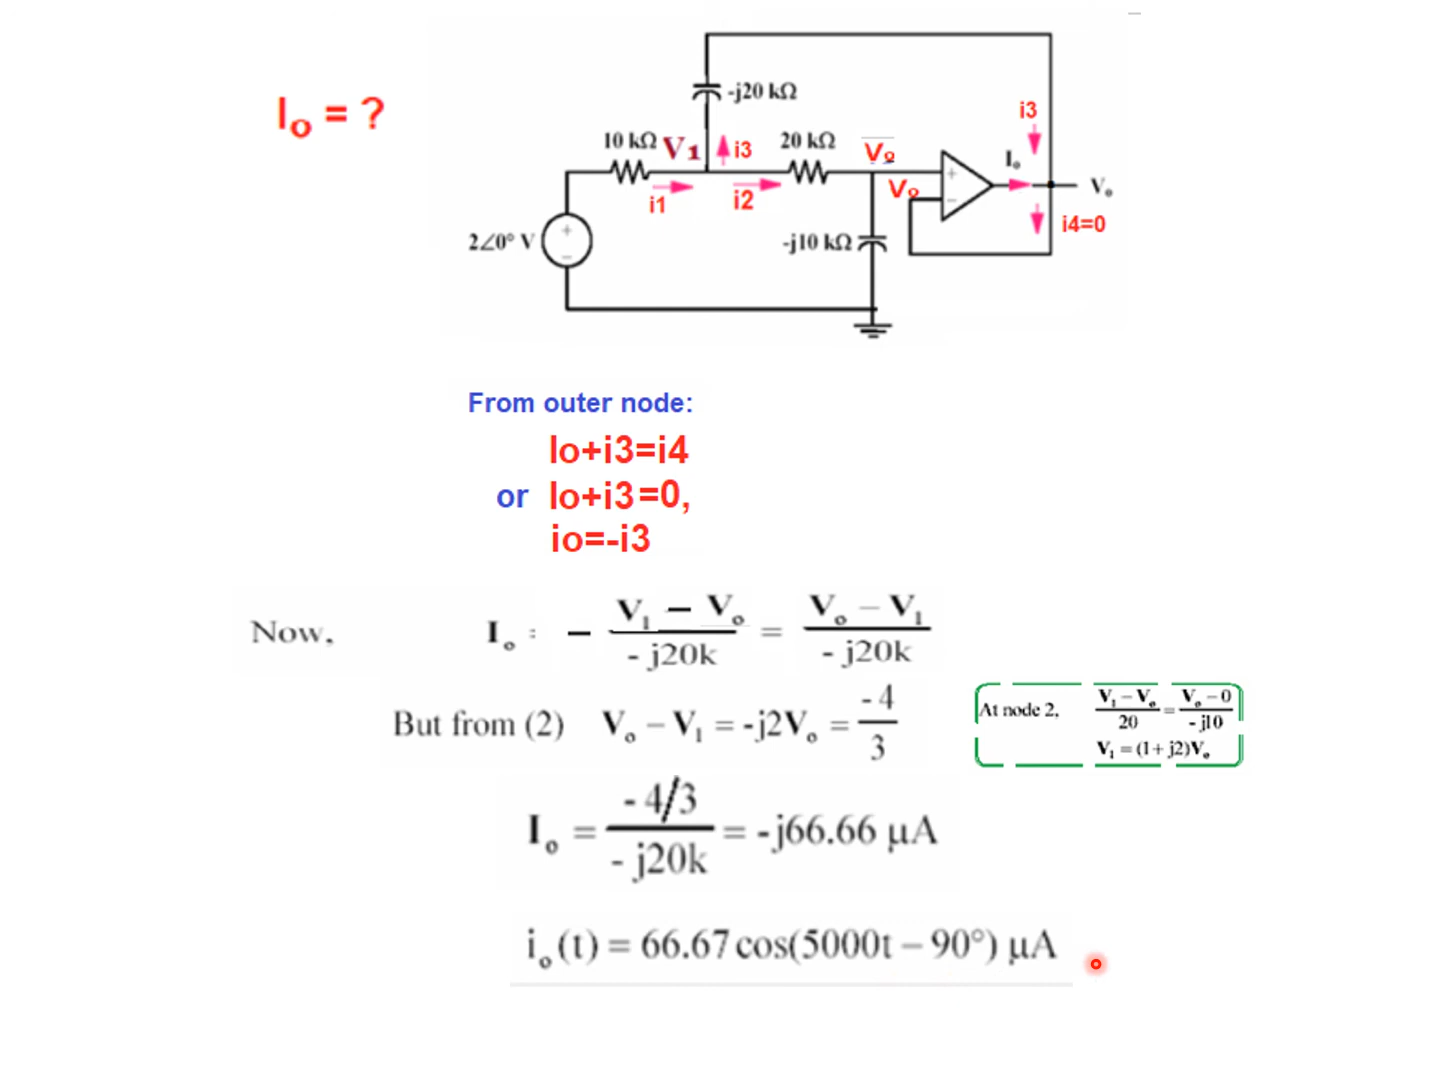 Io = ?
-j20 kΩ
i3
10 kΩ V1 i3 20 kΩ Vo
Io
Vo
Vo
i1 i2
i4=0
2∠0° V
-j10 kΩ
+
−
+
−
From outer node:
Io+i3=i4
or Io+i3=0,
io=-i3
Now, Io = − (V1 − Vo) / (- j20k) = (Vo − V1) / (- j20k)
But from (2) Vo − V1 = -j2Vo = - 4 / 3
At node 2, (V1 − Vo) / 20 = (Vo − 0) / (- j10)
V1 = (1 + j2)Vo
Io = (- 4/3) / (- j20k) = -j66.66 μA
io(t) = 66.67 cos(5000t − 90°) μA